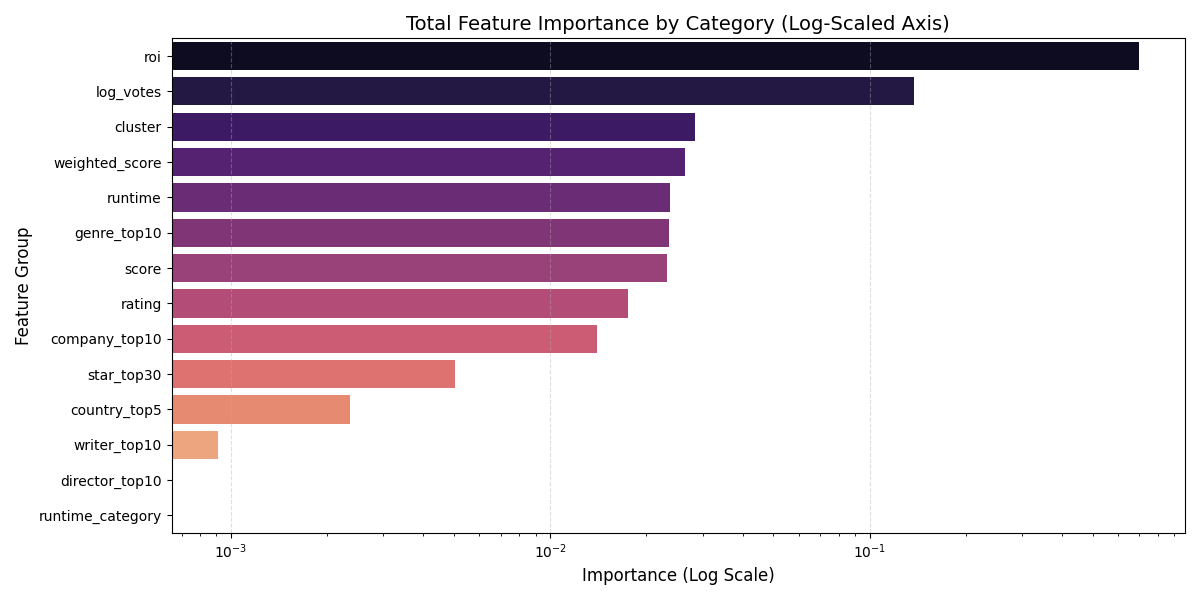 Total Feature Importance by Category (Log-Scaled Axis)
Feature Group
roi
log_votes
cluster
weighted_score
runtime
genre_top10
score
rating
company_top10
star_top30
country_top5
writer_top10
director_top10
runtime_category
10⁻³ 10⁻² 10⁻¹
Importance (Log Scale)